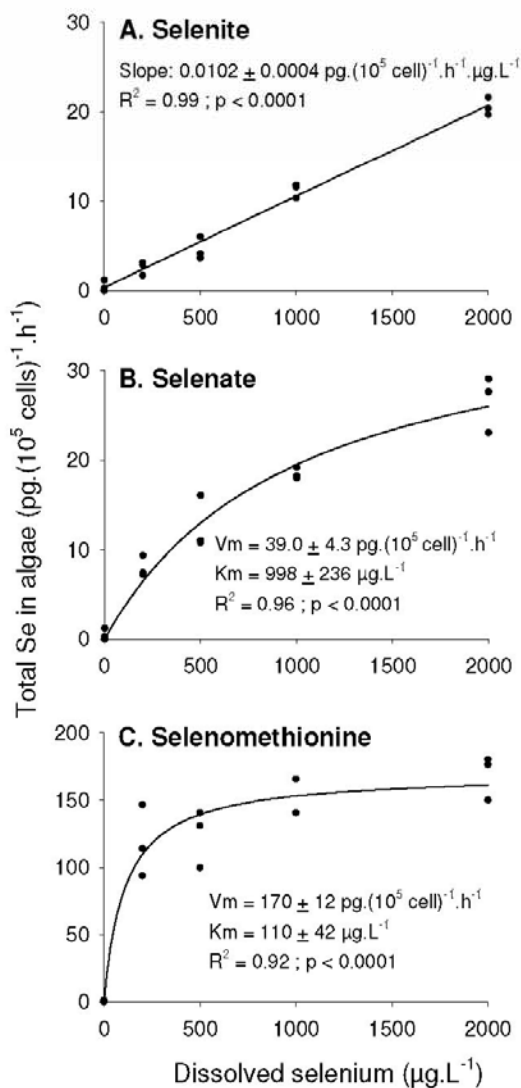 Total Se in algae (pg.(10⁵ cells)⁻¹.h⁻¹)
A. Selenite
Slope: 0.0102 ± 0.0004 pg.(10⁵ cell)⁻¹.h⁻¹.µg.L⁻¹
R² = 0.99 ; p < 0.0001
30
20
10
0
0 500 1000 1500 2000
B. Selenate
Vm = 39.0 ± 4.3 pg.(10⁵ cell)⁻¹.h⁻¹
Km = 998 ± 236 µg.L⁻¹
R² = 0.96 ; p < 0.0001
30
20
10
0
0 500 1000 1500 2000
C. Selenomethionine
Vm = 170 ± 12 pg.(10⁵ cell)⁻¹.h⁻¹
Km = 110 ± 42 µg.L⁻¹
R² = 0.92 ; p < 0.0001
200
150
100
50
0
0 500 1000 1500 2000
Dissolved selenium (µg.L⁻¹)